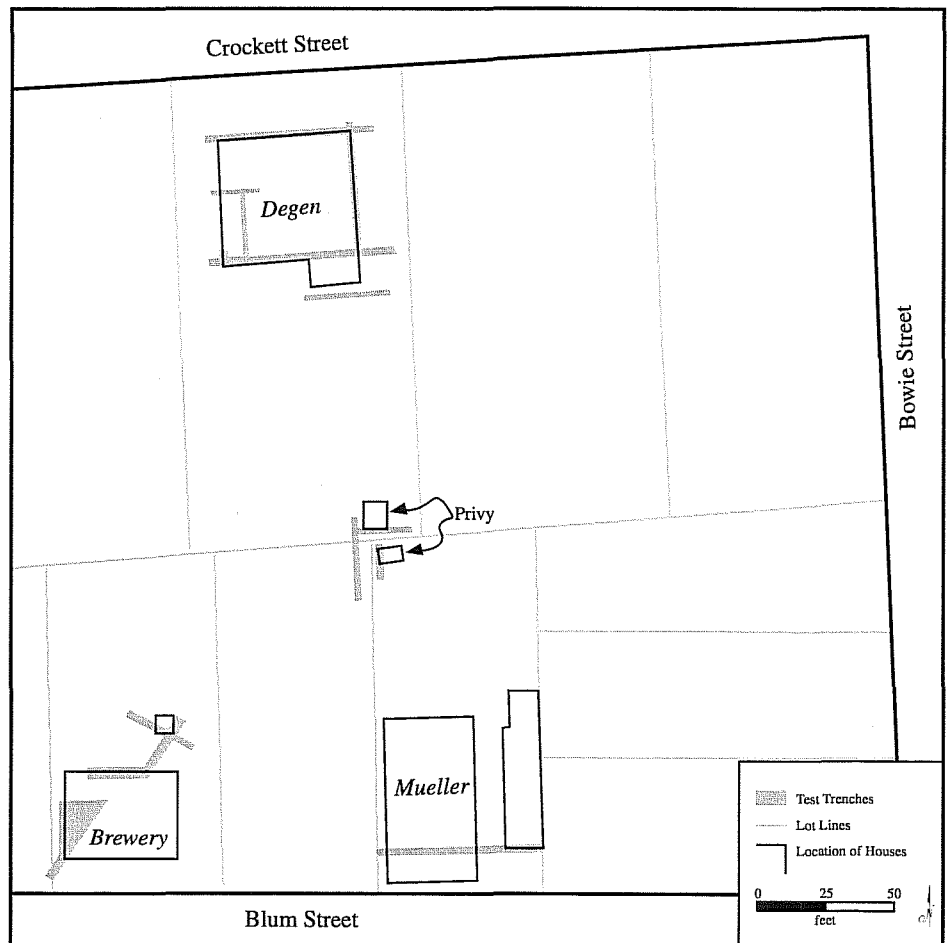 Crockett Street
Degen
Bowie Street
Privy
Mueller
Brewery
Test Trenches
Lot Lines
Location of Houses
0 25 50
feet
Blum Street